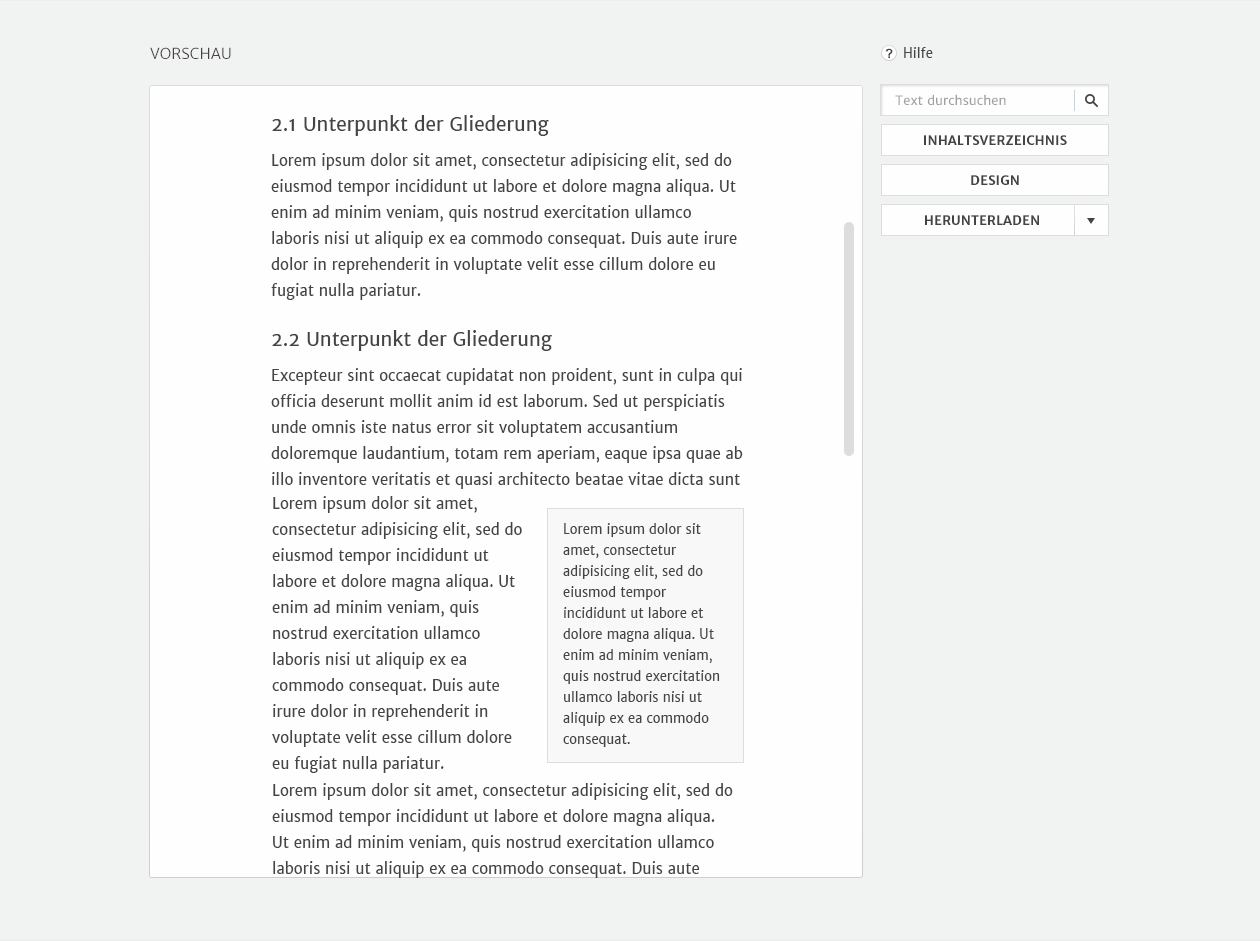 VORSCHAU
? Hilfe
Text durchsuchen
INHALTSVERZEICHNIS
DESIGN
HERUNTERLADEN
2.1 Unterpunkt der Gliederung
Lorem ipsum dolor sit amet, consectetur adipisicing elit, sed do
eiusmod tempor incididunt ut labore et dolore magna aliqua. Ut
enim ad minim veniam, quis nostrud exercitation ullamco
laboris nisi ut aliquip ex ea commodo consequat. Duis aute irure
dolor in reprehenderit in voluptate velit esse cillum dolore eu
fugiat nulla pariatur.
2.2 Unterpunkt der Gliederung
Excepteur sint occaecat cupidatat non proident, sunt in culpa qui
officia deserunt mollit anim id est laborum. Sed ut perspiciatis
unde omnis iste natus error sit voluptatem accusantium
doloremque laudantium, totam rem aperiam, eaque ipsa quae ab
illo inventore veritatis et quasi architecto beatae vitae dicta sunt
Lorem ipsum dolor sit amet,
consectetur adipisicing elit, sed do
eiusmod tempor incididunt ut
labore et dolore magna aliqua. Ut
enim ad minim veniam, quis
nostrud exercitation ullamco
laboris nisi ut aliquip ex ea
commodo consequat. Duis aute
irure dolor in reprehenderit in
voluptate velit esse cillum dolore
eu fugiat nulla pariatur.
Lorem ipsum dolor sit
amet, consectetur
adipisicing elit, sed do
eiusmod tempor
incididunt ut labore et
dolore magna aliqua. Ut
enim ad minim veniam,
quis nostrud exercitation
ullamco laboris nisi ut
aliquip ex ea commodo
consequat.
Lorem ipsum dolor sit amet, consectetur adipisicing elit, sed do
eiusmod tempor incididunt ut labore et dolore magna aliqua.
Ut enim ad minim veniam, quis nostrud exercitation ullamco
laboris nisi ut aliquip ex ea commodo consequat. Duis aute